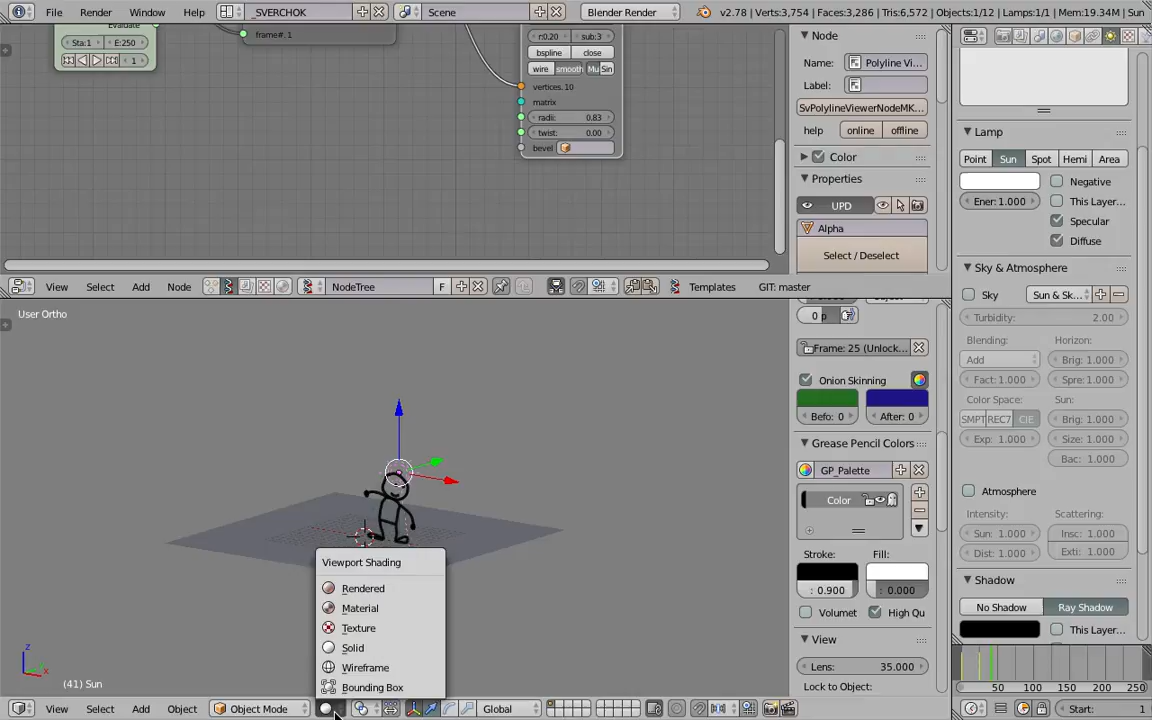 File Render Window Help _SVERCHOK Scene Blender Render v2.78 | Verts:3,754 | Faces:3,286 | Tris:6,572 | Objects:1/12 | Lamps:1/1 | Mem:19.34M | Sun
Evaluate
Sta:1 E:250
1
frame#. 1
r:0.20 sub:3
bspline close
wire smooth Mu Sin
vertices. 10
matrix
radii: 0.83
twist: 0.00
bevel
Node
Name: Polyline Vi...
Label:
SvPolylineViewerNodeMK...
help online offline
Color
Properties
UPD
Alpha
Select / Deselect
View Select Add Node NodeTree F Templates GIT: master
User Ortho
(41) Sun
Viewport Shading
Rendered
Material
Texture
Solid
Wireframe
Bounding Box
View Select Add Object Object Mode Global
0 p
Frame: 25 (Unlock...
Onion Skinning
Befo: 0 After: 0
Grease Pencil Colors
GP_Palette
Color
Stroke: Fill:
0.900 : 0.000
Volumet High Qu
View
Lens: 35.000
Lock to Object:
Lamp
Point Sun Spot Hemi Area
Negative
Ener: 1.000 This Layer...
Specular
Diffuse
Sky & Atmosphere
Sky Sun & Sk...
Turbidity: 2.00
Blending: Horizon:
Add Brig: 1.000
Fact: 1.000 Spre: 1.000
Color Space: Sun:
SMPT REC7 CIE Brig: 1.000
Exp: 1.000 Size: 1.000
Bac: 1.000
Atmosphere
Intensity: Scattering:
Sun: 1.000 Insc: 1.000
Dist: 1.000 Exti: 1.000
Shadow
No Shadow Ray Shadow
This Layer...
50 100 150 200 250
Start: 1